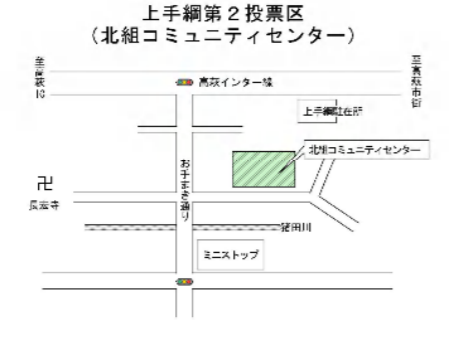 上手綱第２投票区
（北組コミュニティセンター）
至高萩IC
高萩インター線
至高萩市街
上手綱駐在所
北組コミュニティセンター
お手まき通り
卍
長吉寺
猪田川
ミニストップ